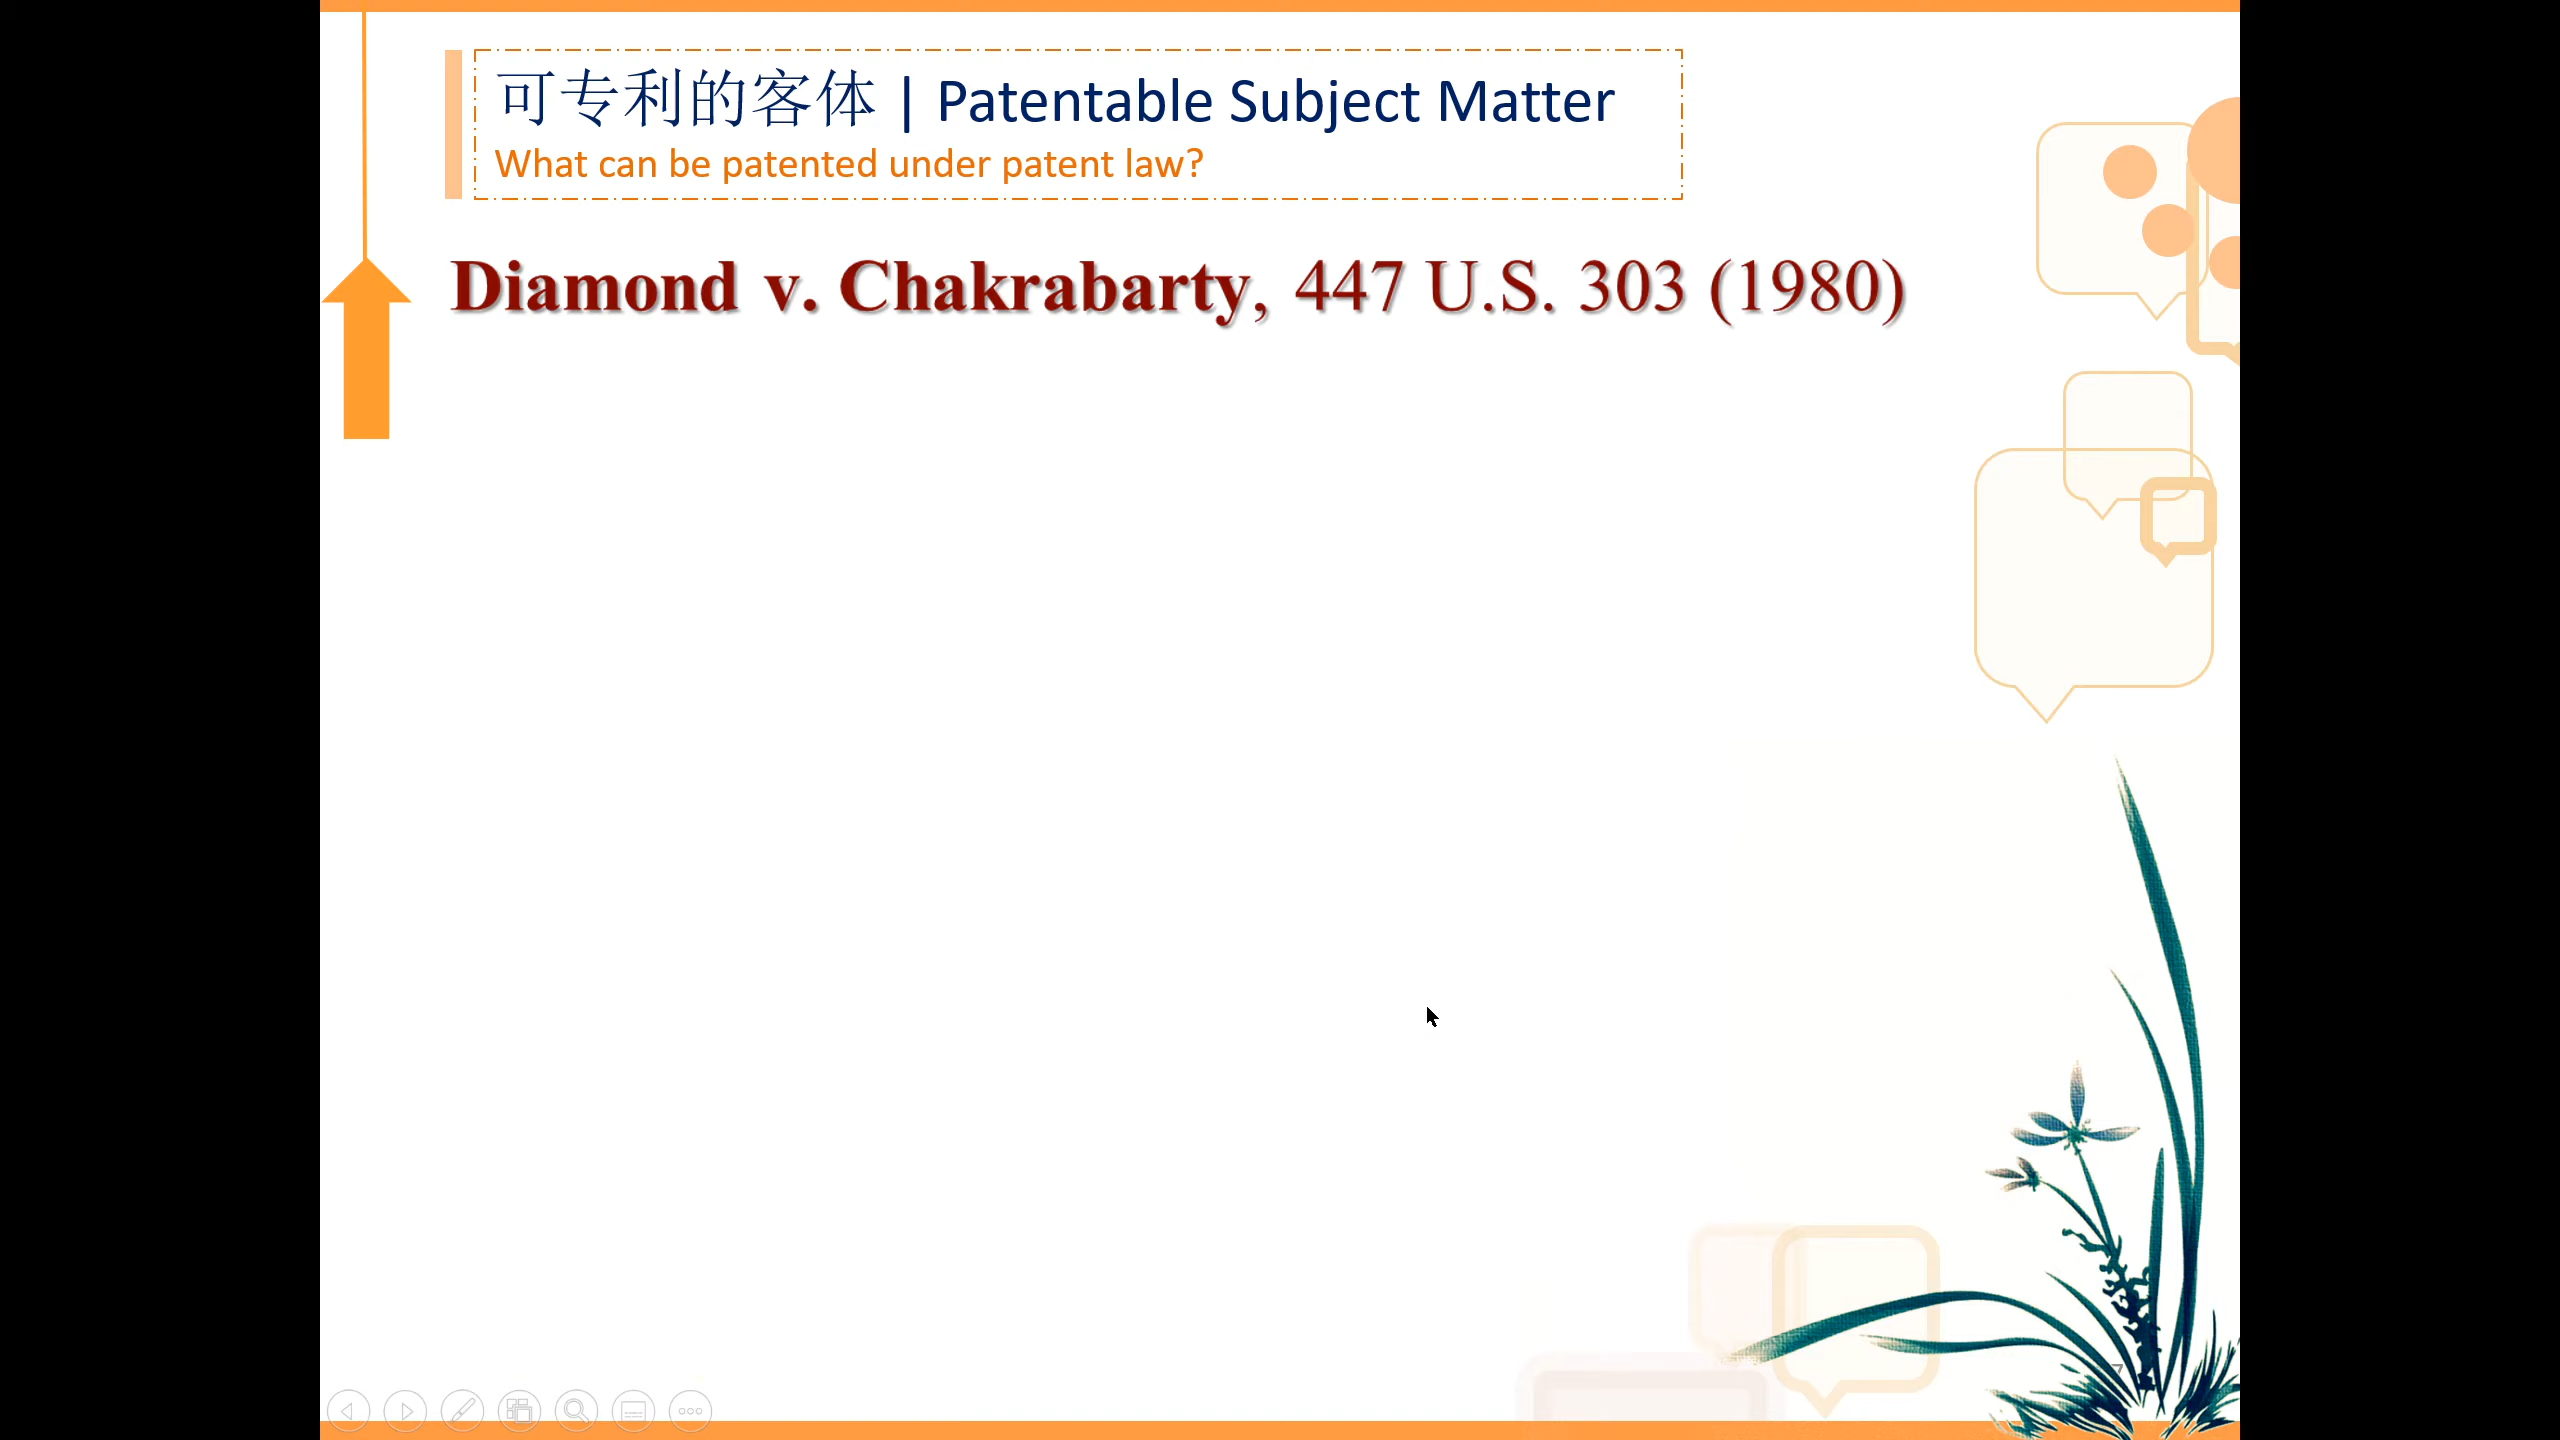 可专利的客体 | Patentable Subject Matter
What can be patented under patent law?
Diamond v. Chakrabarty, 447 U.S. 303 (1980)
7